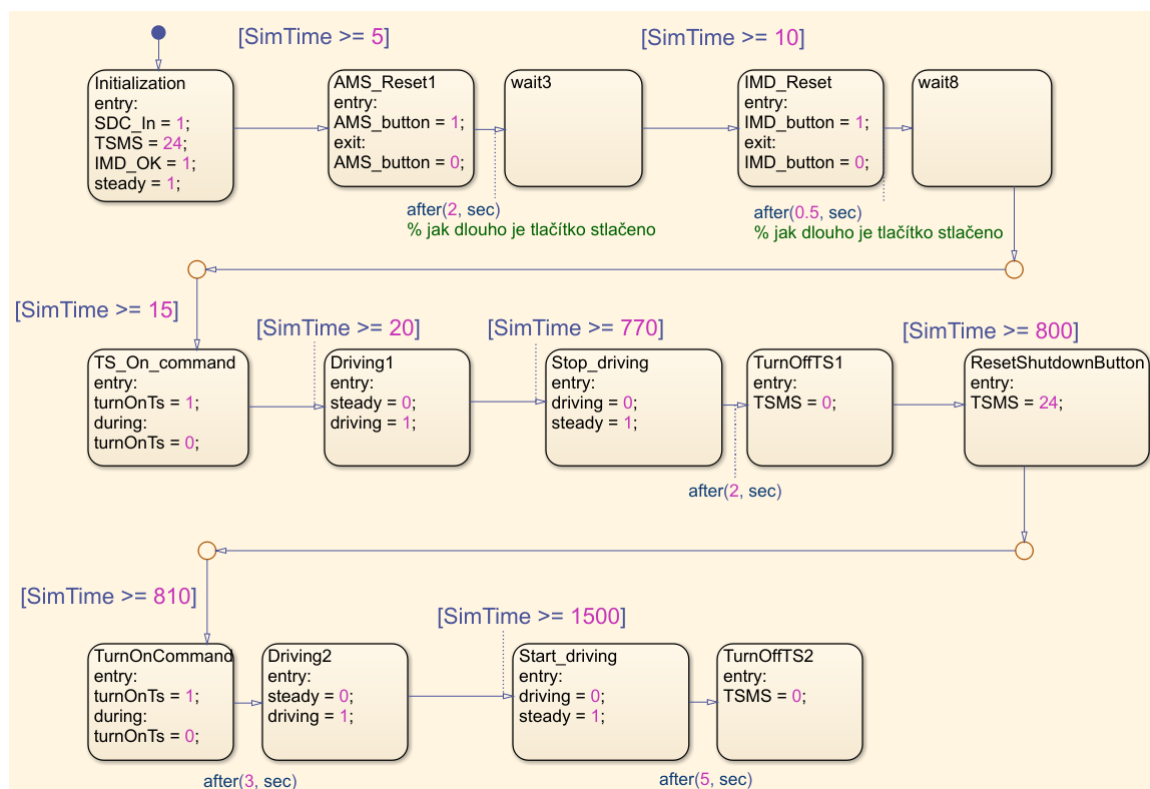 [SimTime >= 5]
[SimTime >= 10]
Initialization
entry:
SDC_In = 1;
TSMS = 24;
IMD_OK = 1;
steady = 1;
AMS_Reset1
entry:
AMS_button = 1;
exit:
AMS_button = 0;
wait3
IMD_Reset
entry:
IMD_button = 1;
exit:
IMD_button = 0;
wait8
after(2, sec)
% jak dlouho je tlačítko stlačeno
after(0.5, sec)
% jak dlouho je tlačítko stlačeno
[SimTime >= 15]
[SimTime >= 20]
[SimTime >= 770]
[SimTime >= 800]
TS_On_command
entry:
turnOnTs = 1;
during:
turnOnTs = 0;
Driving1
entry:
steady = 0;
driving = 1;
Stop_driving
entry:
driving = 0;
steady = 1;
TurnOffTS1
entry:
TSMS = 0;
ResetShutdownButton
entry:
TSMS = 24;
after(2, sec)
[SimTime >= 810]
[SimTime >= 1500]
TurnOnCommand
entry:
turnOnTs = 1;
during:
turnOnTs = 0;
Driving2
entry:
steady = 0;
driving = 1;
Start_driving
entry:
driving = 0;
steady = 1;
TurnOffTS2
entry:
TSMS = 0;
after(3, sec)
after(5, sec)